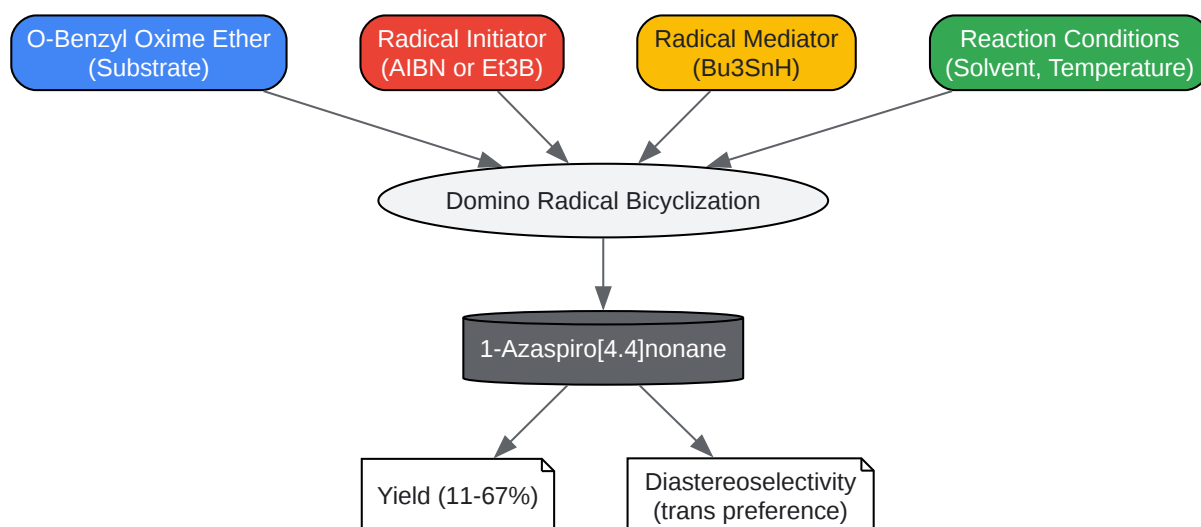 O-Benzyl Oxime Ether
(Substrate)
Radical Initiator
(AIBN or Et3B)
Radical Mediator
(Bu3SnH)
Reaction Conditions
(Solvent, Temperature)
Domino Radical Bicyclization
1-Azaspiro[4.4]nonane
Yield (11-67%)
Diastereoselectivity
(trans preference)